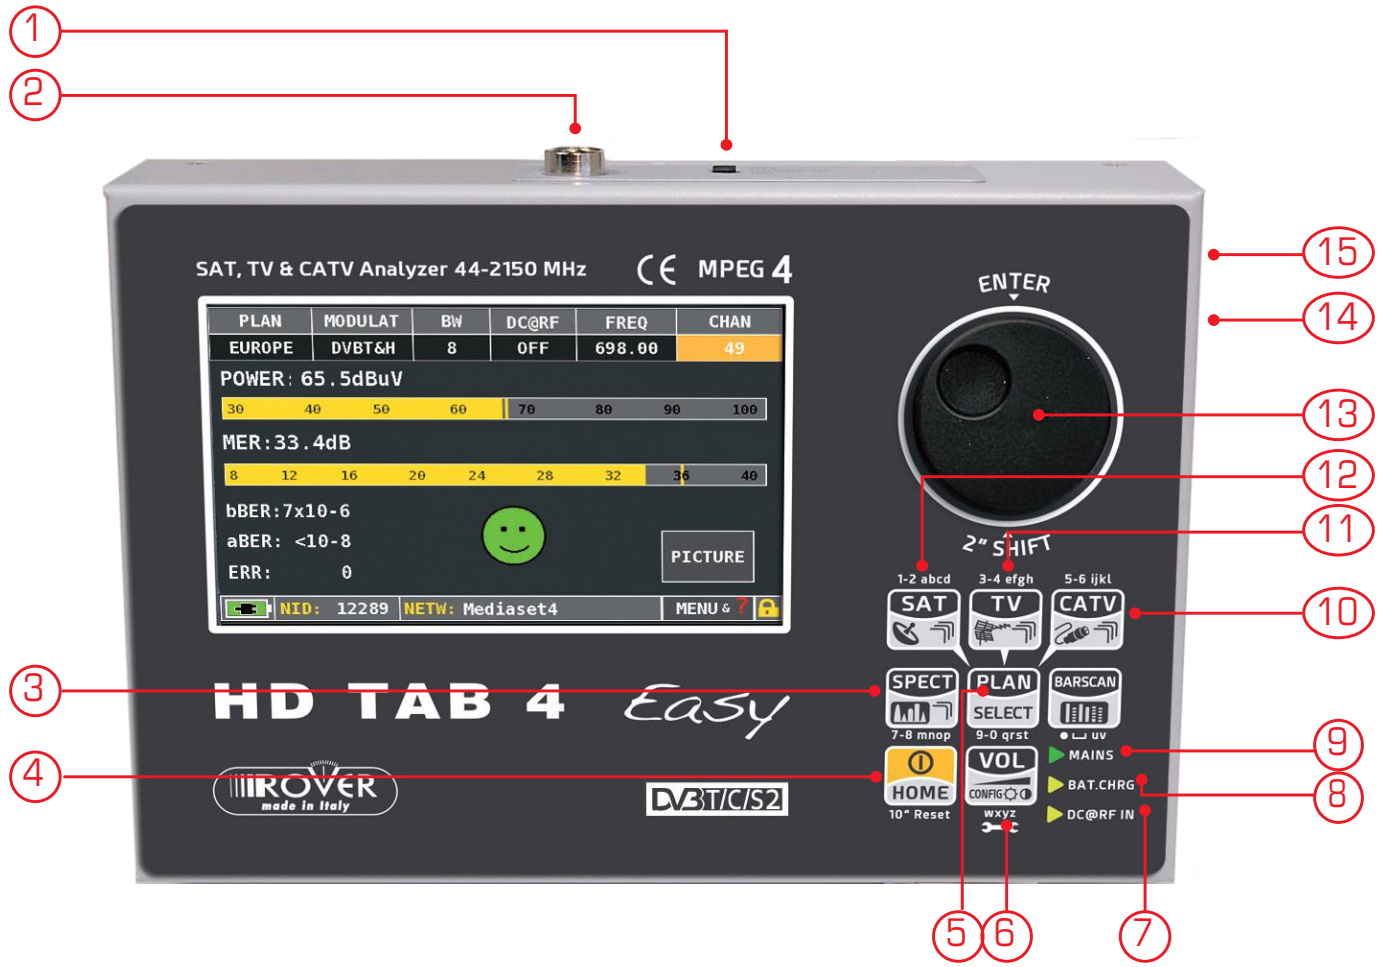 1
2
SAT, TV & CATV Analyzer 44-2150 MHz CE MPEG 4
15
14
ENTER
PLAN MODULAT BW DC@RF FREQ CHAN
EUROPE DVBT&H 8 OFF 698.00 49
POWER: 65.5dBuV
30 40 50 60 70 80 90 100
13
MER:33.4dB
8 12 16 20 24 28 32 36 40
12
bBER:7x10-6
aBER: <10-8
ERR: 0
PICTURE
11
2" SHIFT
NID: 12289 NETW: Mediaset4 MENU & ?
1-2 abcd 3-4 efgh 5-6 ijkl
SAT TV CATV
10
3
HD TAB 4 Easy
SPECT PLAN SELECT BARSCAN
7-8 mnop 9-0 qrst uv
9
MAINS
4
ROVER
made in Italy
DVB T/C/S2
HOME
10" Reset
VOL
CONFIG
wxyz
BAT.CHRG
8
DC@RF IN
5
6
7